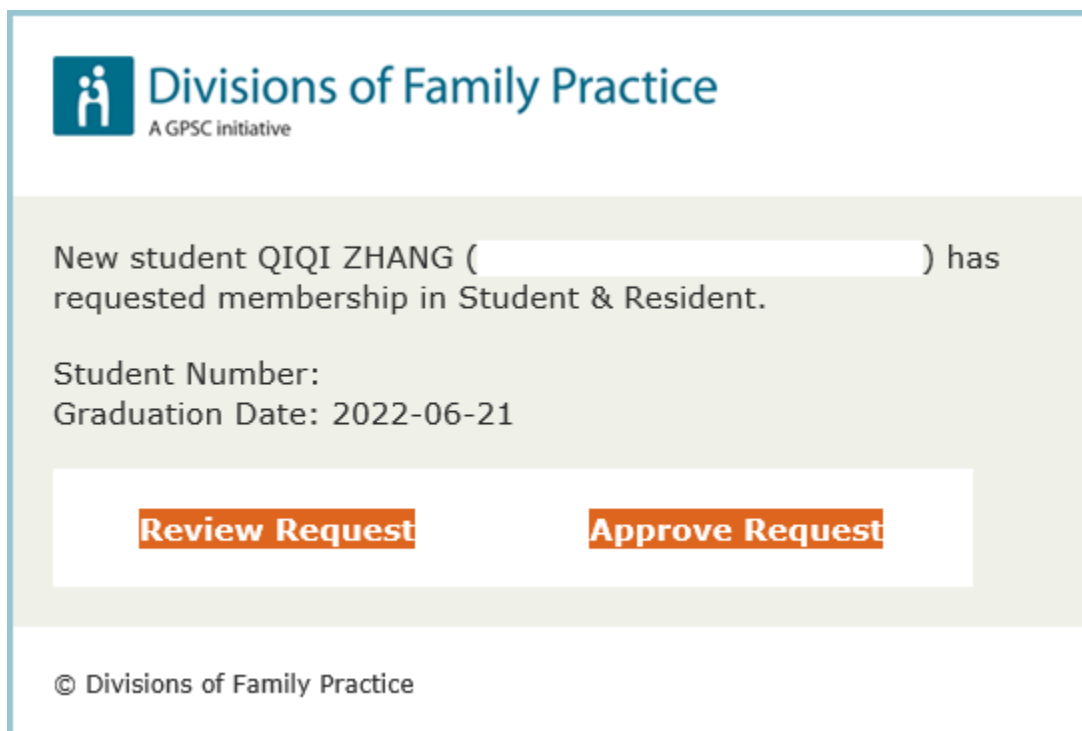 Divisions of Family Practice
A GPSC initiative
New student QIQI ZHANG ( ) has
requested membership in Student & Resident.
Student Number:
Graduation Date: 2022-06-21
Review Request
Approve Request
© Divisions of Family Practice